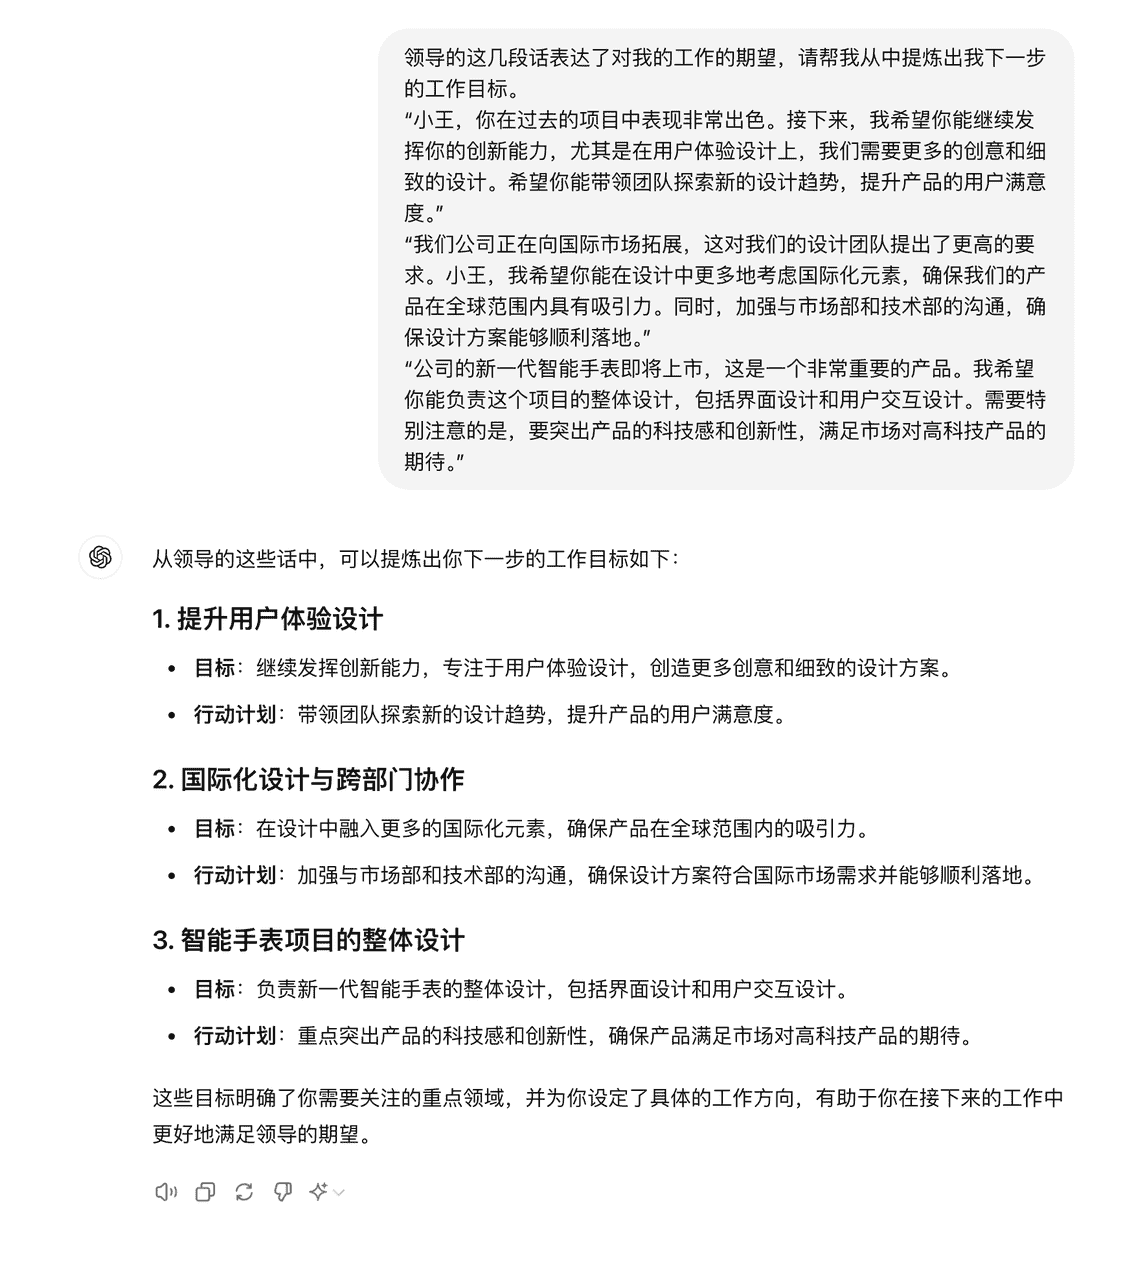 领导的这几段话表达了对我的工作的期望，请帮我从中提炼出我下一步
的工作目标。
“小王，你在过去的项目中表现非常出色。接下来，我希望你能继续发
挥你的创新能力，尤其是在用户体验设计上，我们需要更多的创意和细
致的设计。希望你能带领团队探索新的设计趋势，提升产品的用户满意
度。”
“我们公司正在向国际市场拓展，这对我们的设计团队提出了更高的要
求。小王，我希望你能在设计中更多地考虑国际化元素，确保我们的产
品在全球范围内具有吸引力。同时，加强与市场部和技术部的沟通，确
保设计方案能够顺利落地。”
“公司的新一代智能手表即将上市，这是一个非常重要的产品。我希望
你能负责这个项目的整体设计，包括界面设计和用户交互设计。需要特
别注意的是，要突出产品的科技感和创新性，满足市场对高科技产品的
期待。”
从领导的这些话中，可以提炼出你下一步的工作目标如下：
1. 提升用户体验设计
• 目标：继续发挥创新能力，专注于用户体验设计，创造更多创意和细致的设计方案。
• 行动计划：带领团队探索新的设计趋势，提升产品的用户满意度。
2. 国际化设计与跨部门协作
• 目标：在设计中融入更多的国际化元素，确保产品在全球范围内的吸引力。
• 行动计划：加强与市场部和技术部的沟通，确保设计方案符合国际市场需求并能够顺利落地。
3. 智能手表项目的整体设计
• 目标：负责新一代智能手表的整体设计，包括界面设计和用户交互设计。
• 行动计划：重点突出产品的科技感和创新性，确保产品满足市场对高科技产品的期待。
这些目标明确了你需要关注的重点领域，并为你设定了具体的工作方向，有助于你在接下来的工作中
更好地满足领导的期望。